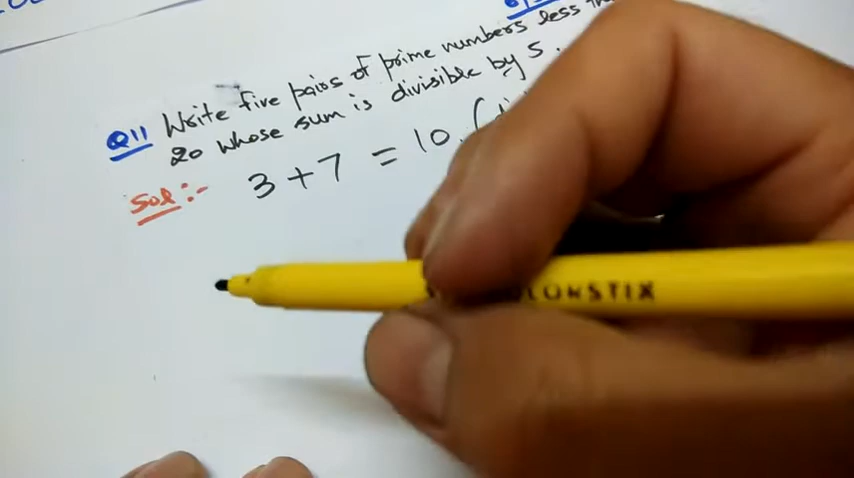 Q11 Write five pairs of prime numbers less
20 whose sum is divisible by 5.
Sol:- 3 + 7 = 10